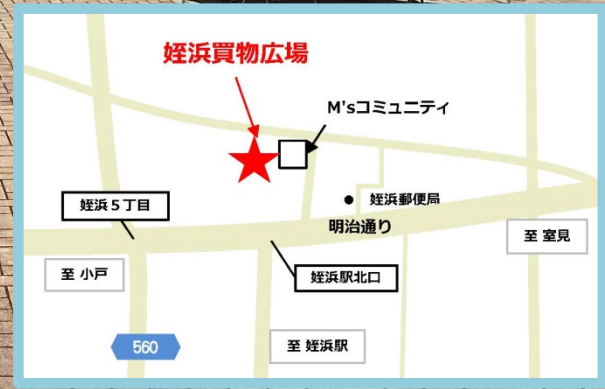 姪浜買物広場
M'sコミュニティ
姪浜５丁目
姪浜郵便局
明治通り
至 室見
至 小戸
姪浜駅北口
560
至 姪浜駅